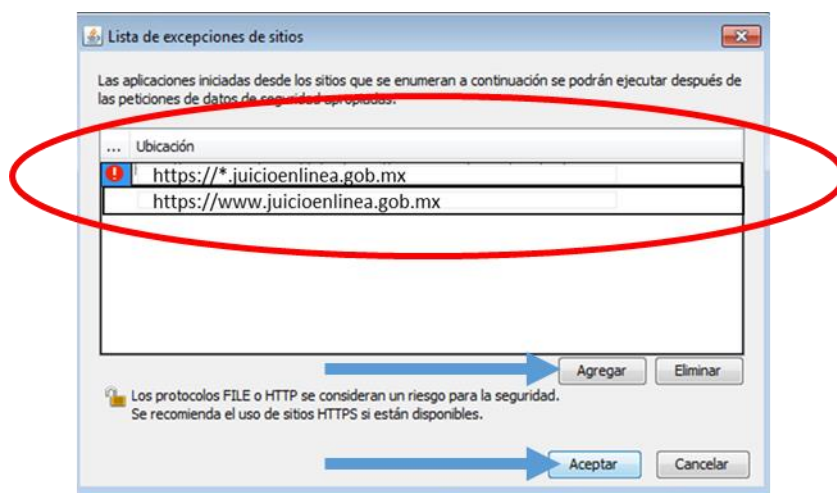 Lista de excepciones de sitios
Las aplicaciones iniciadas desde los sitios que se enumeran a continuación se podrán ejecutar después de
las peticiones de datos de seguridad apropiadas:
... Ubicación
https://*.juicioenlinea.gob.mx
https://www.juicioenlinea.gob.mx
Agregar Eliminar
Los protocolos FILE o HTTP se consideran un riesgo para la seguridad.
Se recomienda el uso de sitios HTTPS si están disponibles.
Aceptar Cancelar